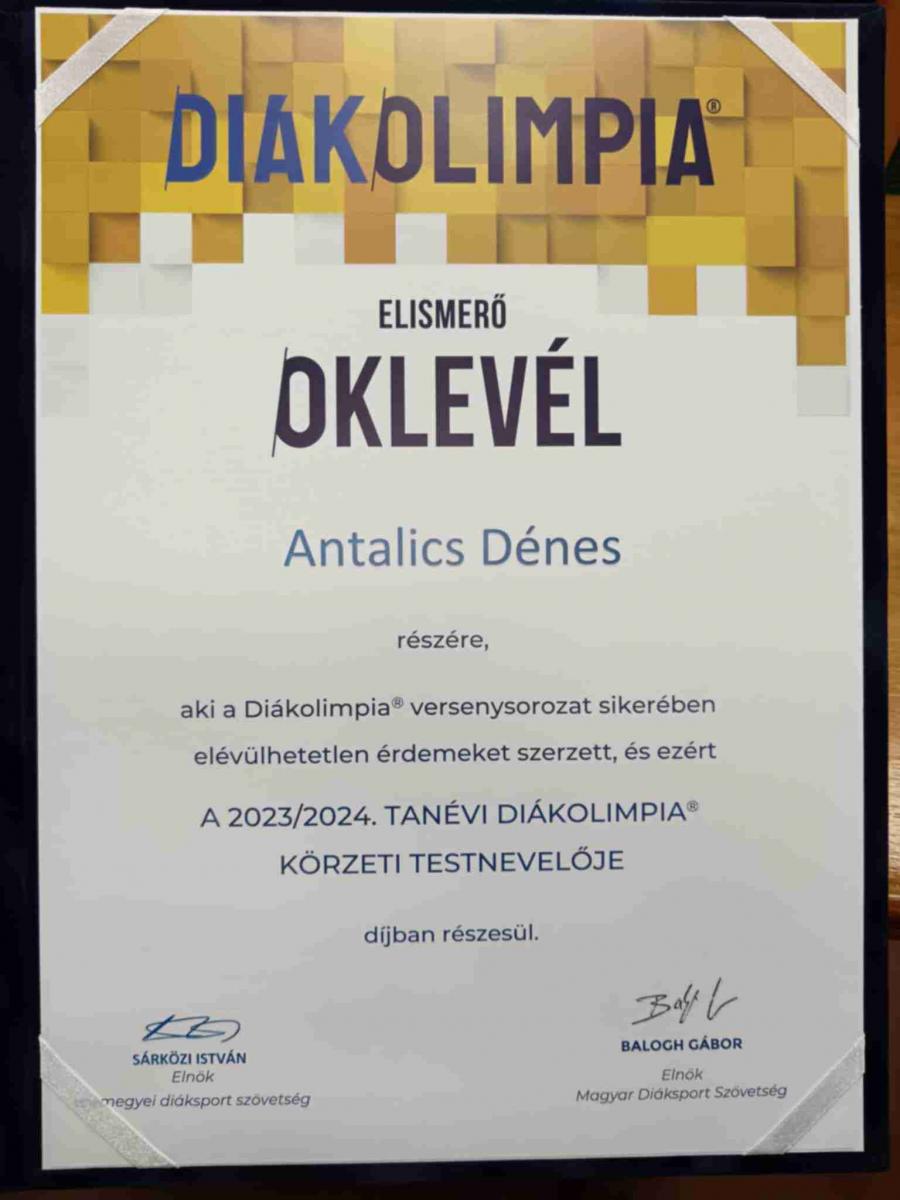 DIÁKOLIMPIA®
ELISMERŐ
OKLEVÉL
Antalics Dénes
részére,
aki a Diákolimpia® versenysorozat sikerében
elévülhetetlen érdemeket szerzett, és ezért
A 2023/2024. TANÉVI DIÁKOLIMPIA®
KÖRZETI TESTNEVELŐJE
díjban részesül.
SÁRKÖZI ISTVÁN
Elnök
megyei diáksport szövetség
BALOGH GÁBOR
Elnök
Magyar Diáksport Szövetség